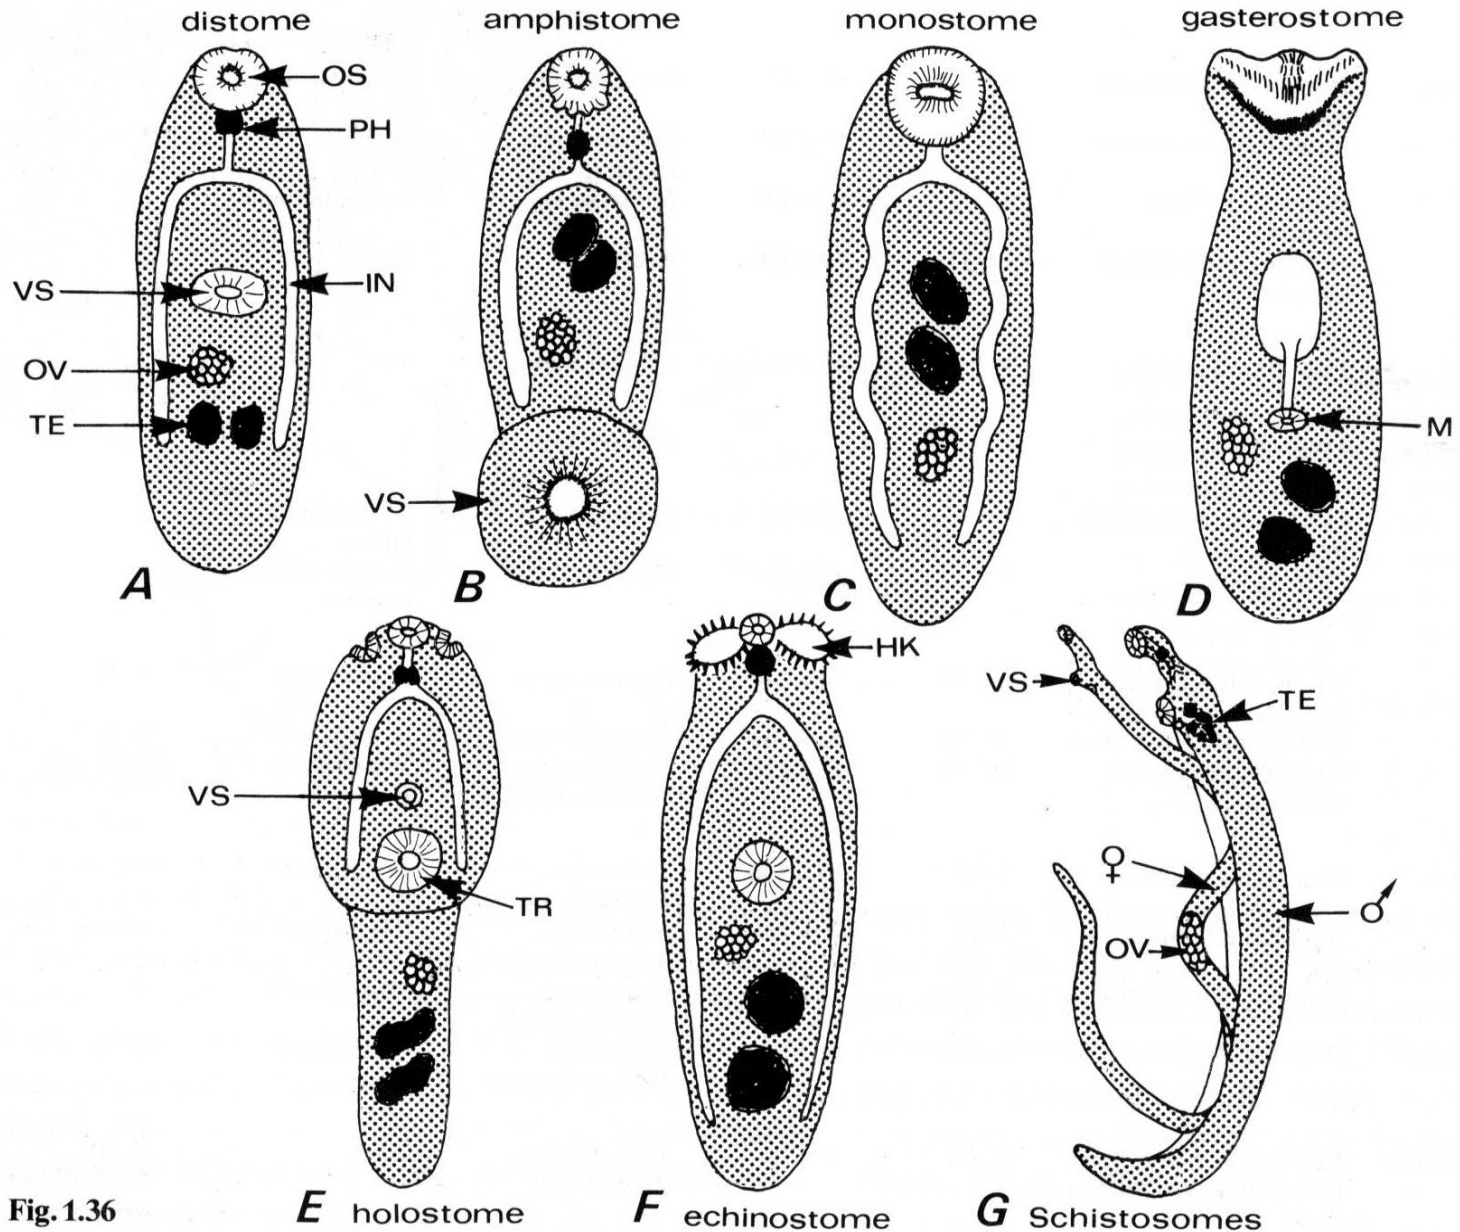 distome amphistome monostome gasterostome
OS
PH
VS IN
OV
TE
M
VS
A B C D
HK
VS TE
VS
♀
♂
TR
OV
Fig.1.36 E holostome F echinostome G Schistosomes